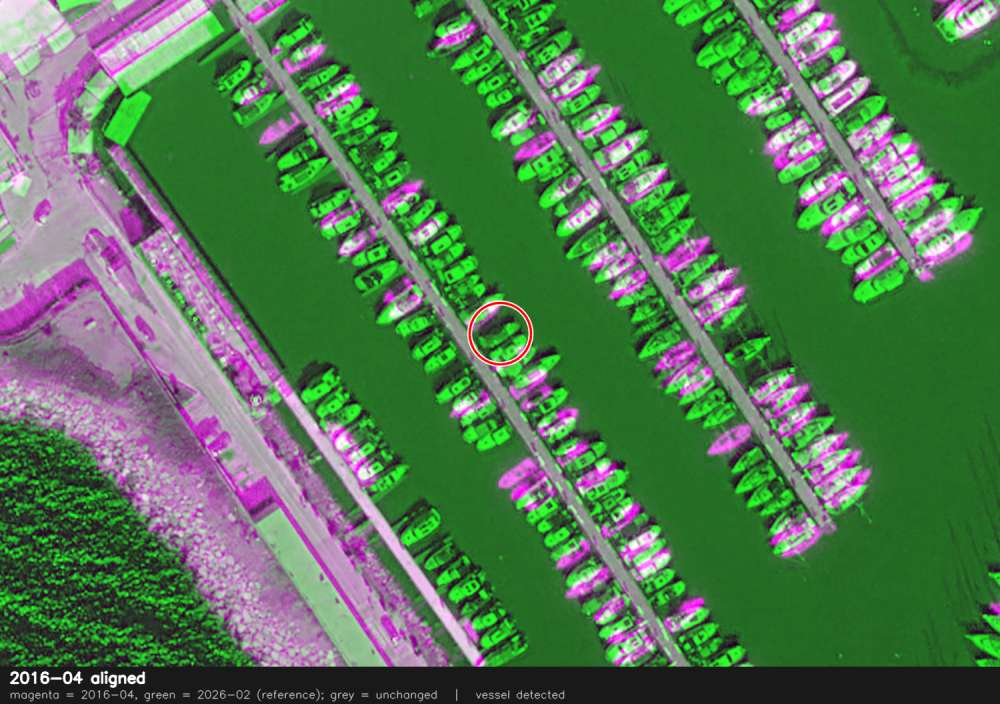 2016-04 aligned
magenta = 2016-04, green = 2026-02 (reference); grey = unchanged | vessel detected